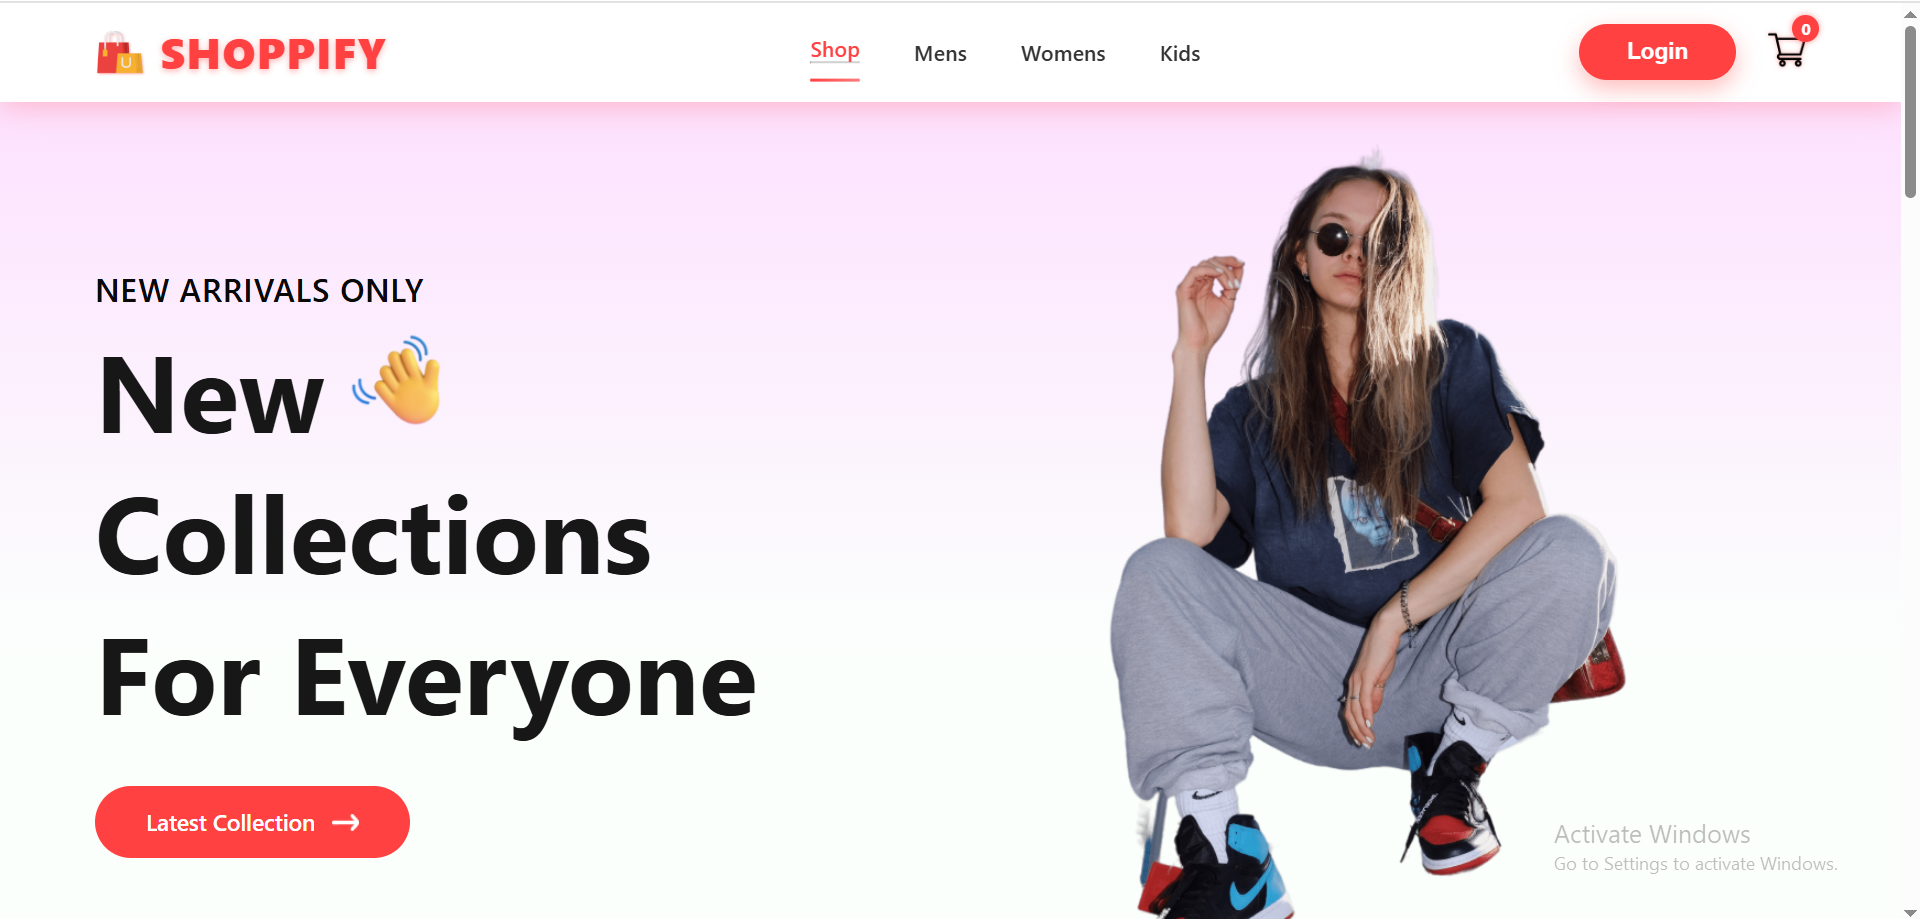 SHOPPIFY
Shop
Mens
Womens
Kids
Login
0
NEW ARRIVALS ONLY
New 👋
Collections
For Everyone
Latest Collection →
Activate Windows
Go to Settings to activate Windows.